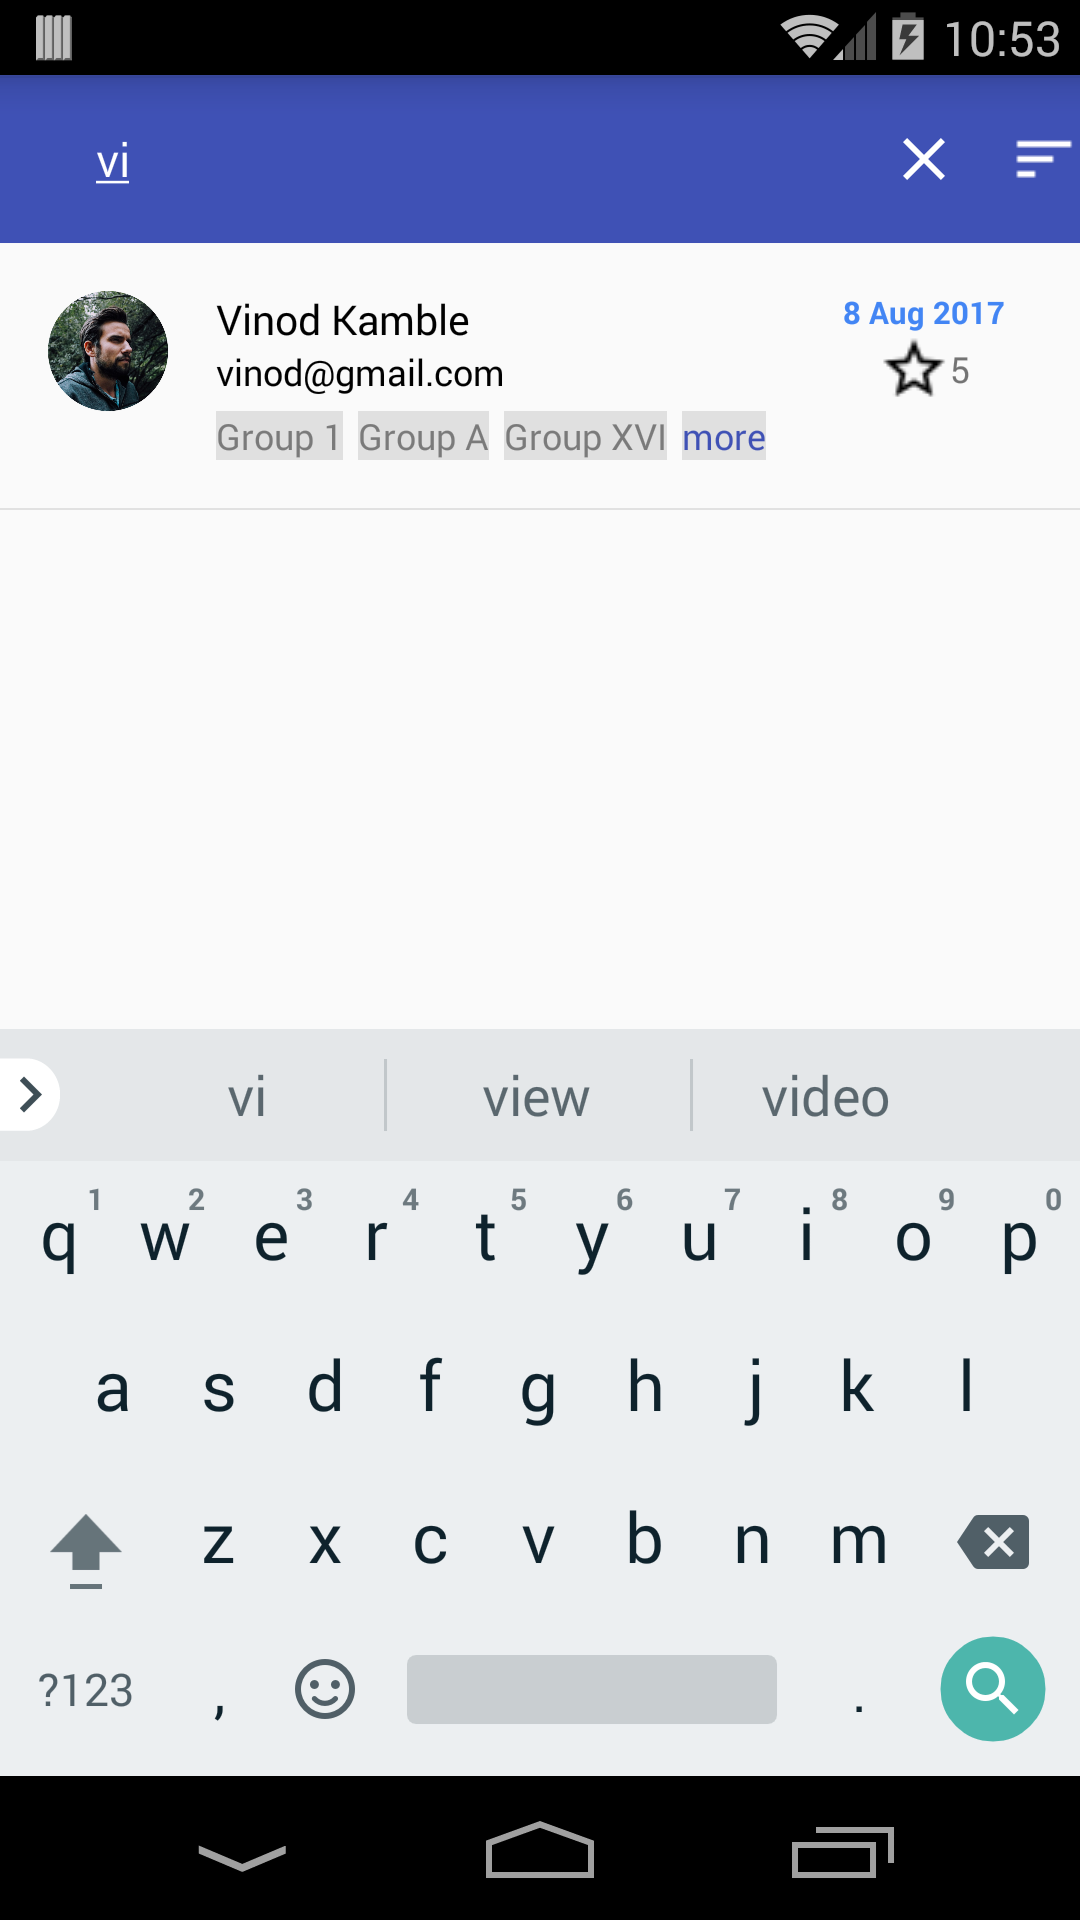 10:53
vi
Vinod Kamble
8 Aug 2017
vinod@gmail.com
5
Group 1 Group A Group XVI more
vi view video
1 2 3 4 5 6 7 8 9 0
q w e r t y u i o p
a s d f g h j k l
z x c v b n m
?123 , .